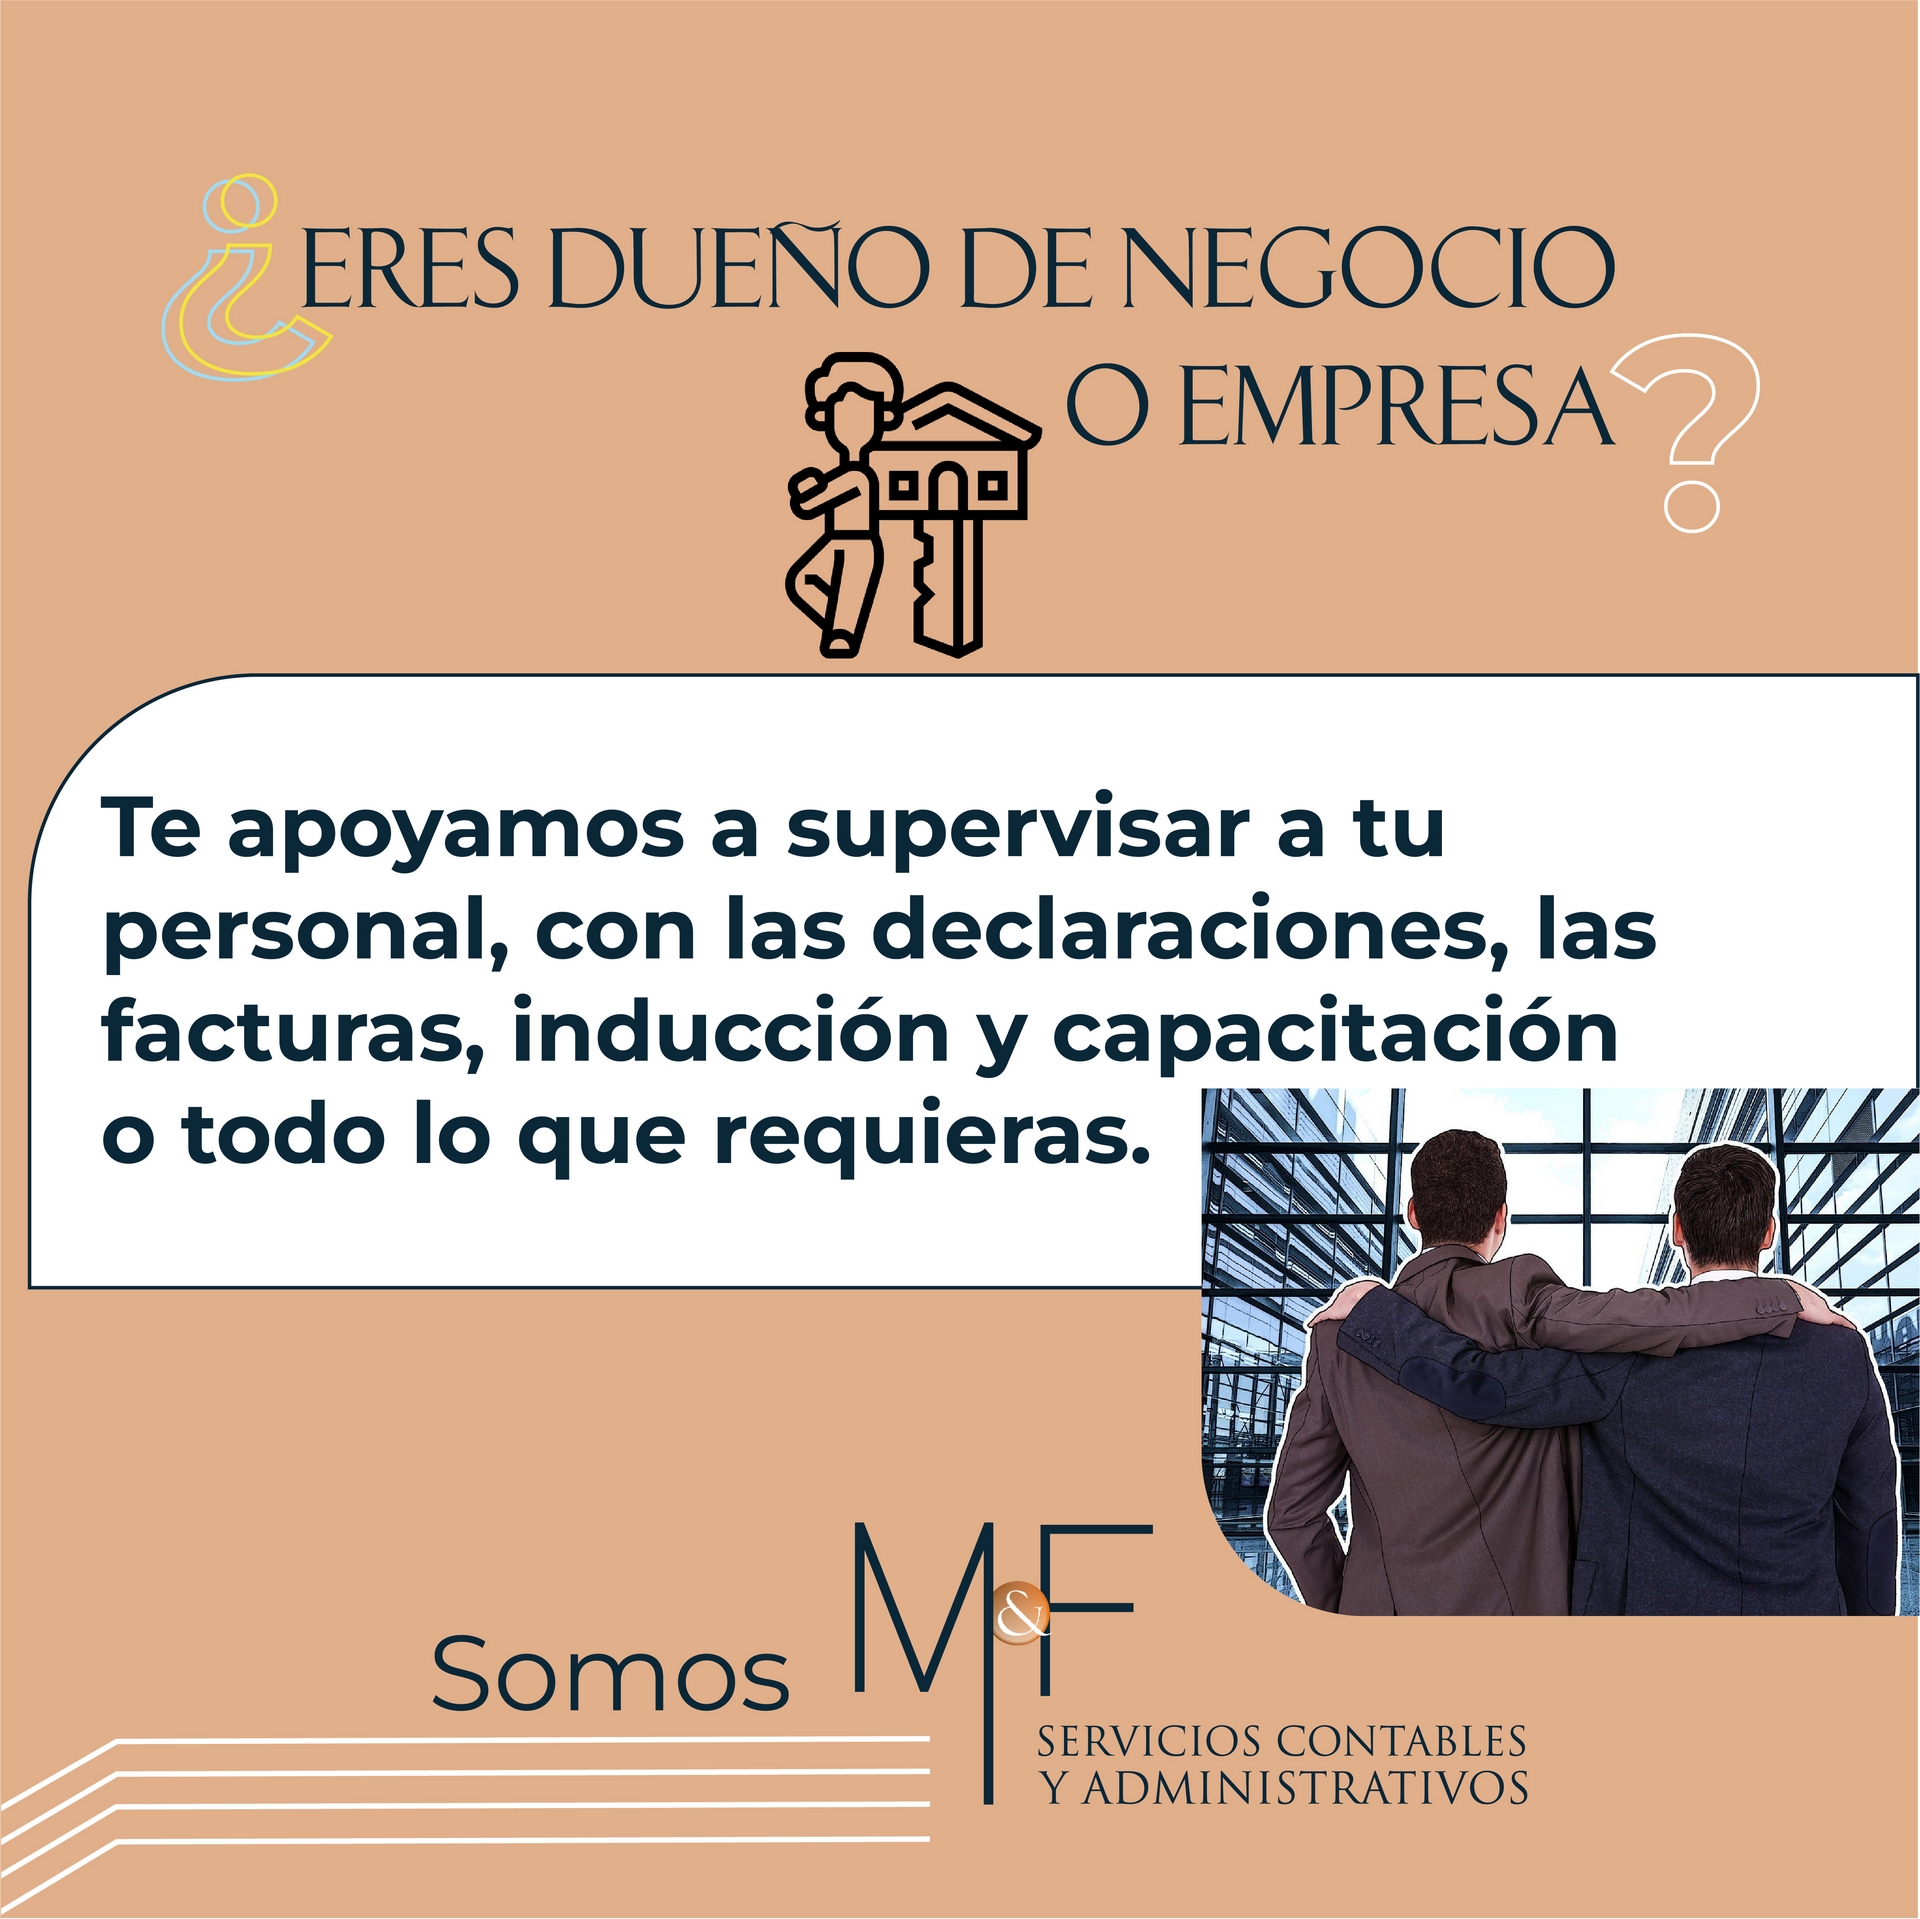 ¿ERES DUEÑO DE NEGOCIO
O EMPRESA?
Te apoyamos a supervisar a tu
personal, con las declaraciones, las
facturas, inducción y capacitación
o todo lo que requieras.
Somos M&F
SERVICIOS CONTABLES
Y ADMINISTRATIVOS